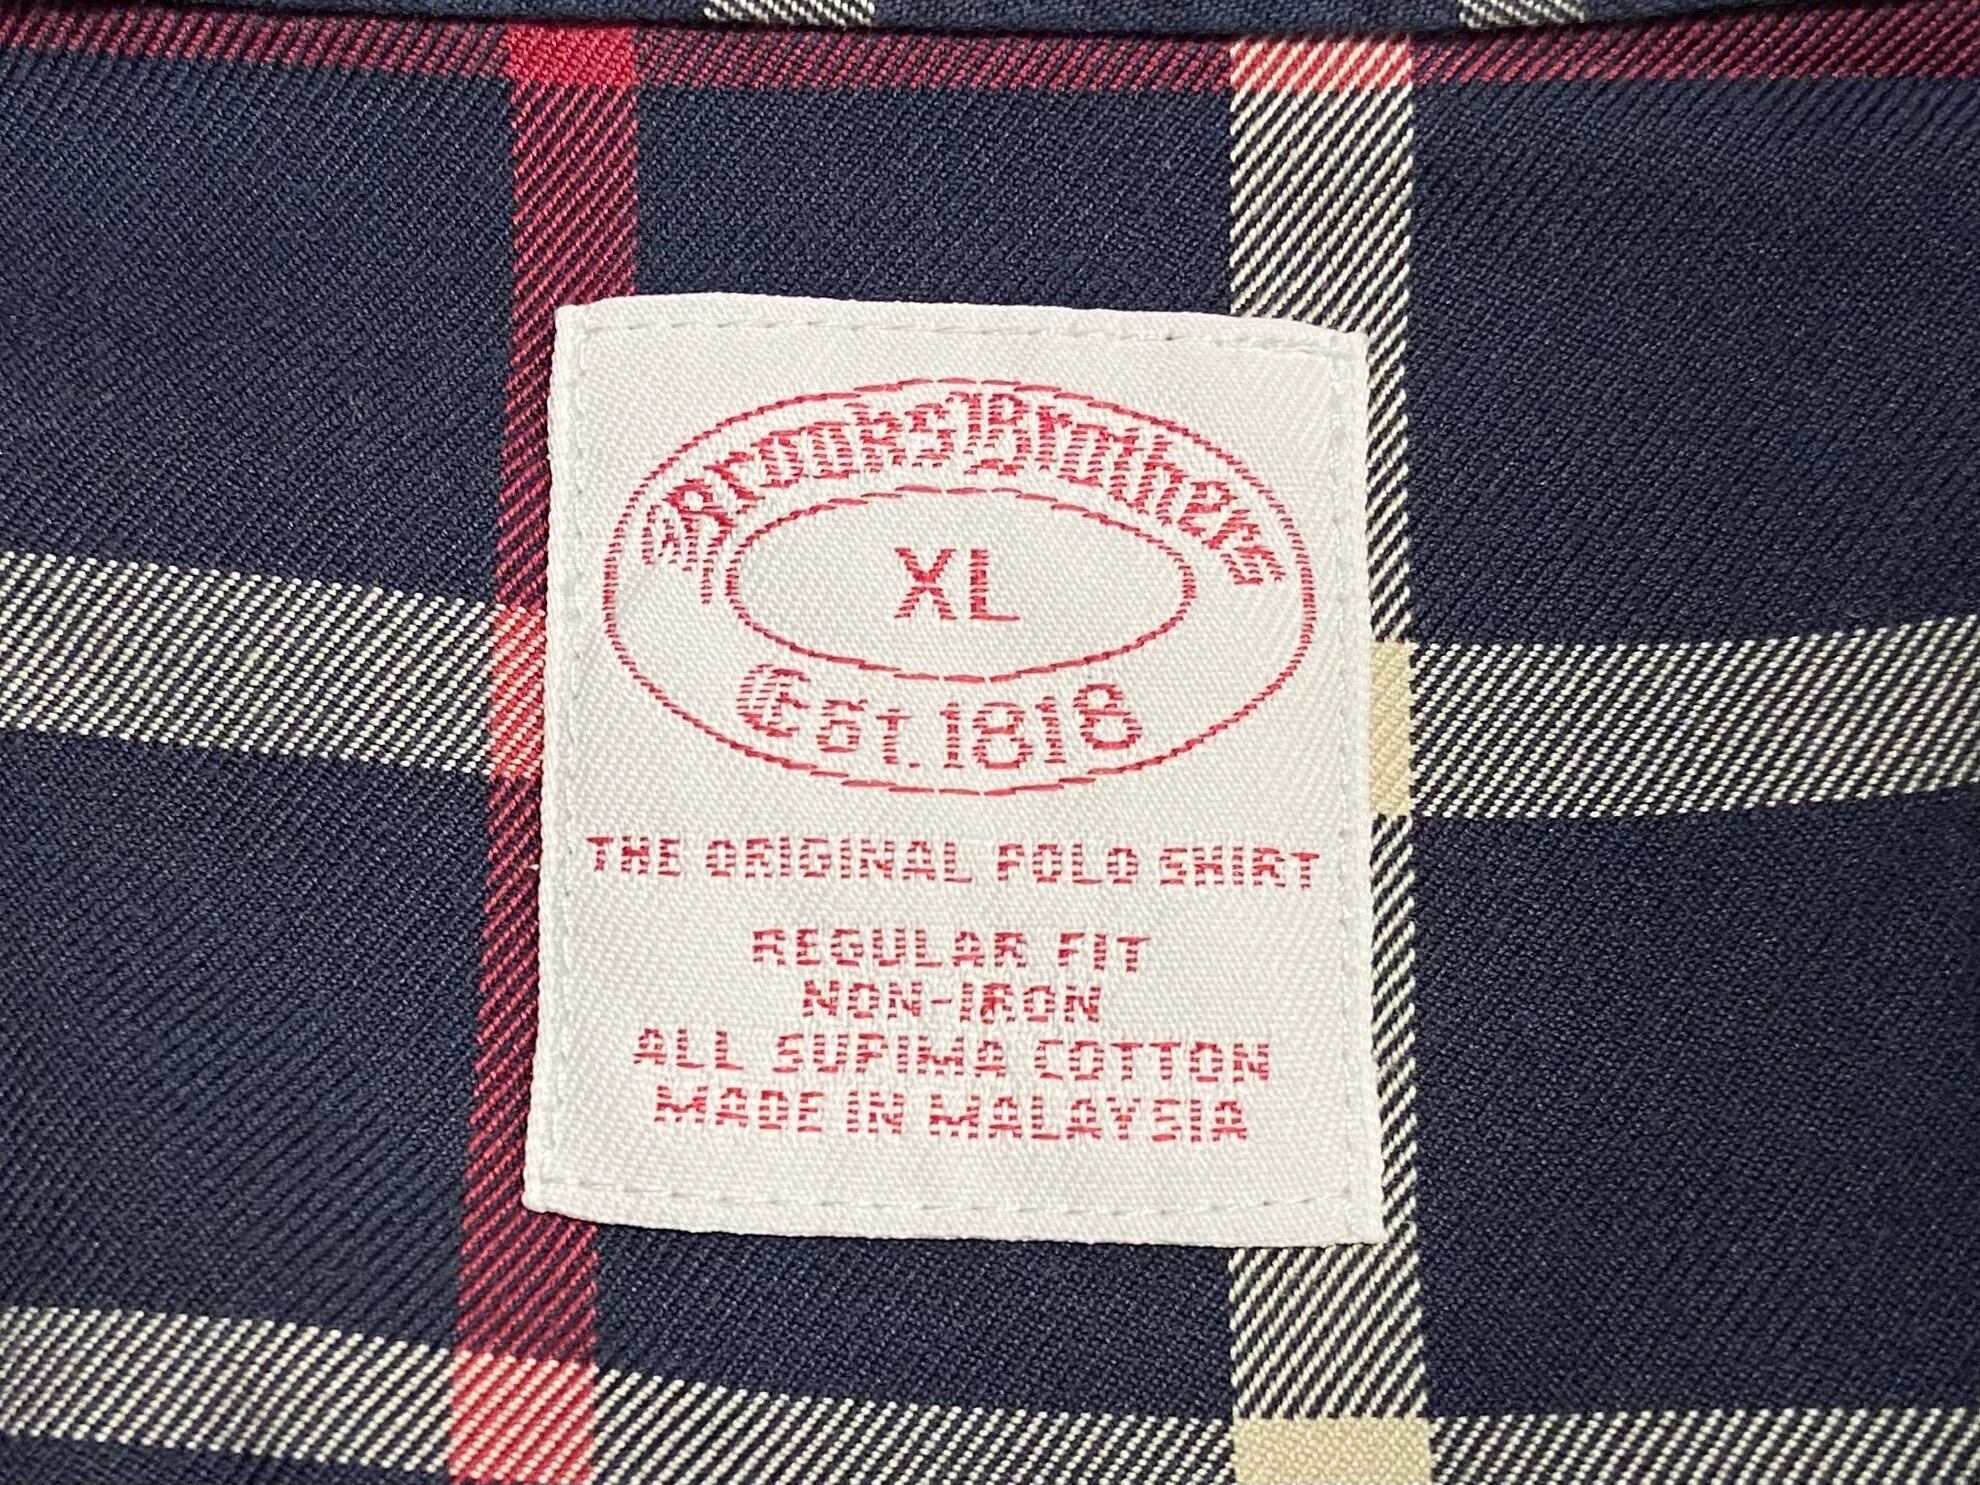 Brooks Brothers
XL
Est. 1818
THE ORIGINAL POLO SHIRT
REGULAR FIT
NON-IRON
ALL SUPIMA COTTON
MADE IN MALAYSIA